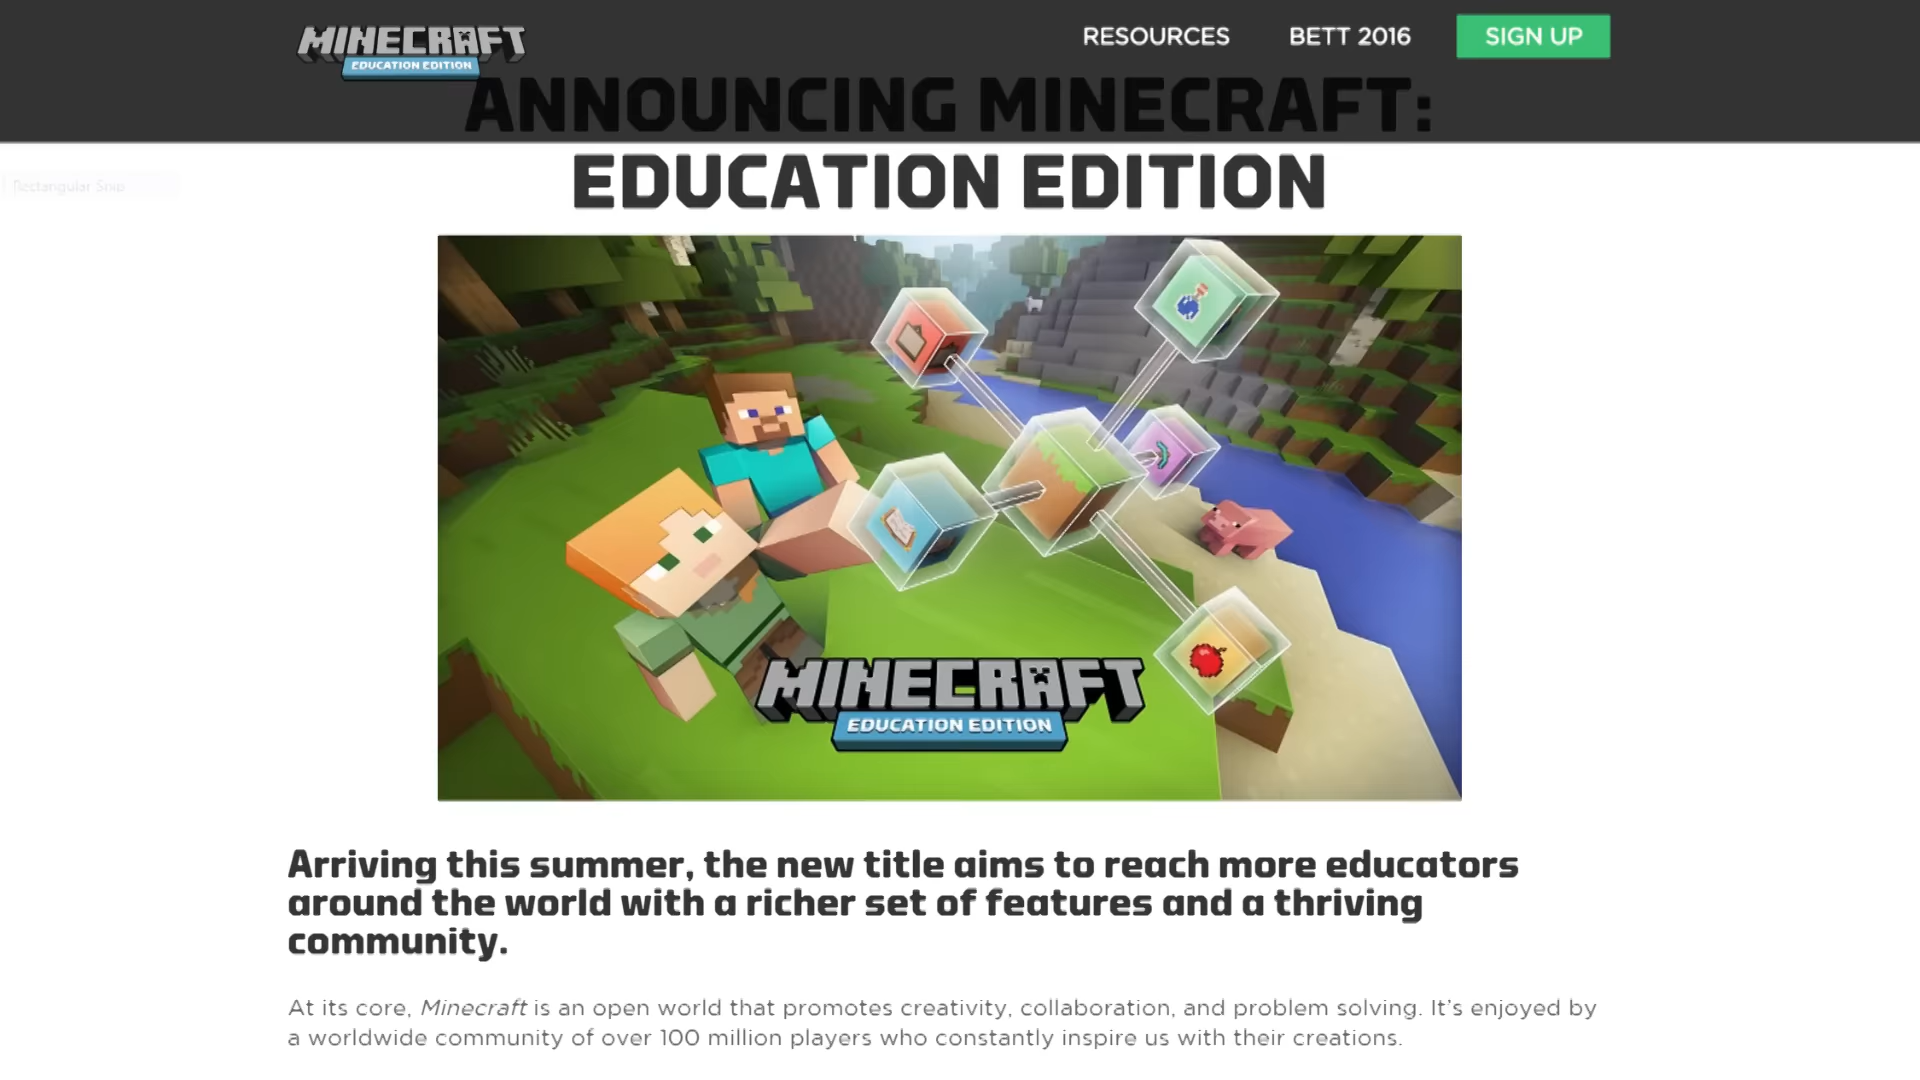 MINECRAFT
EDUCATION EDITION
RESOURCES
BETT 2016
SIGN UP
ANNOUNCING MINECRAFT:
EDUCATION EDITION
Rectangular Snip
MINECRAFT
EDUCATION EDITION
Arriving this summer, the new title aims to reach more educators
around the world with a richer set of features and a thriving
community.
At its core, Minecraft is an open world that promotes creativity, collaboration, and problem solving. It's enjoyed by
a worldwide community of over 100 million players who constantly inspire us with their creations.